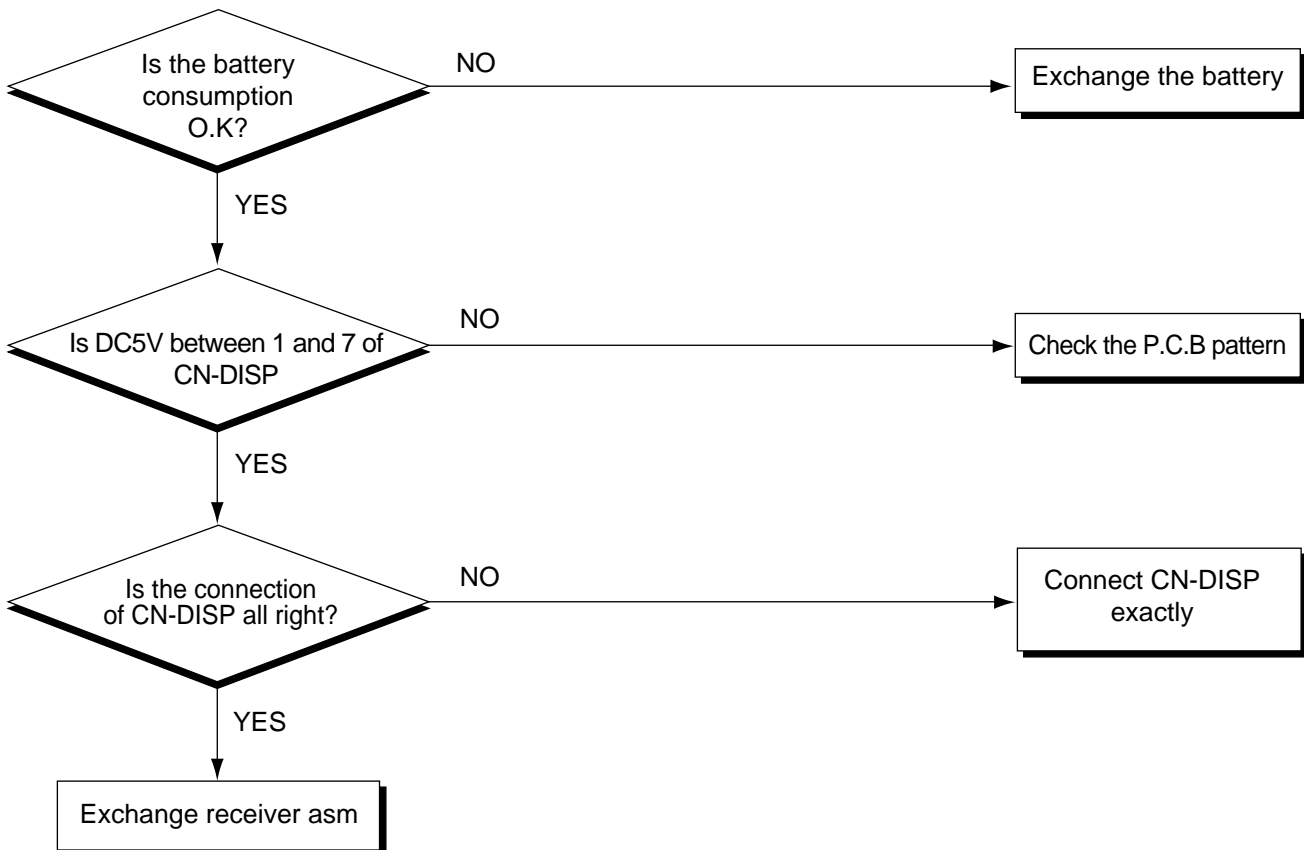 Is the battery
consumption
O.K?
NO
Exchange the battery
YES
Is DC5V between 1 and 7 of
CN-DISP
NO
Check the P.C.B pattern
YES
Is the connection
of CN-DISP all right?
NO
Connect CN-DISP
exactly
YES
Exchange receiver asm